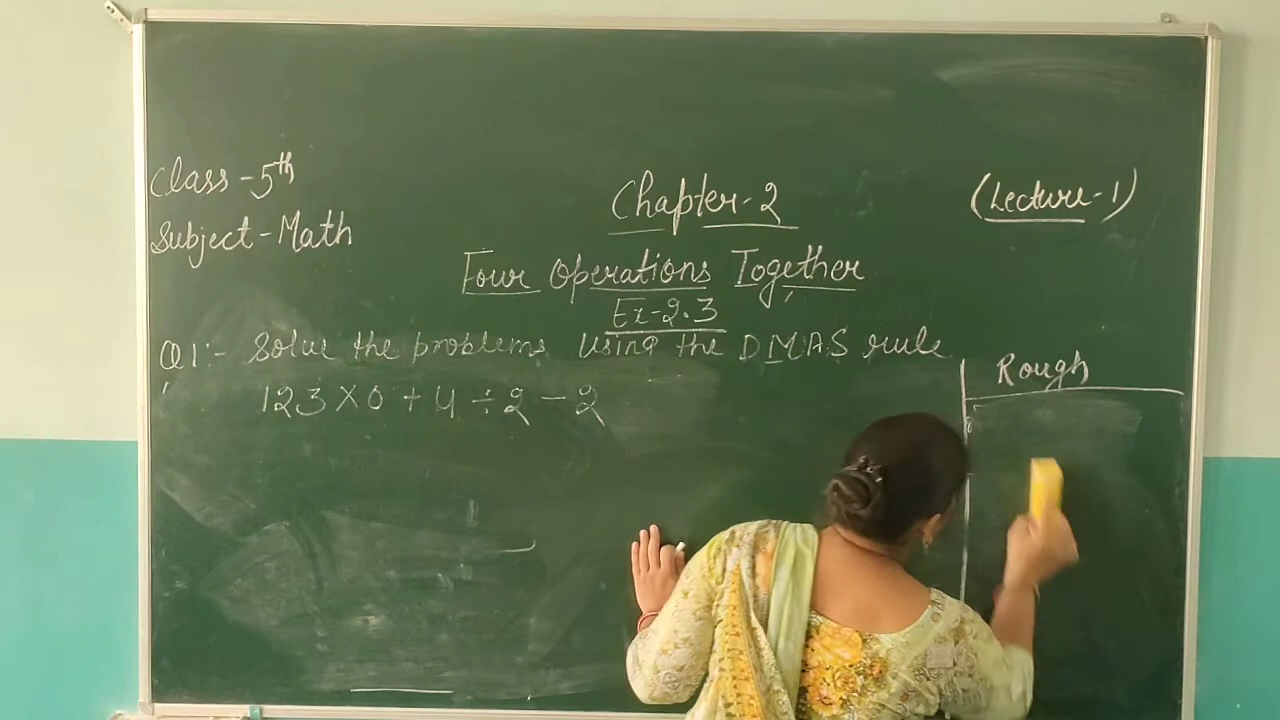 Class-5th
Subject-Math
Chapter-2
(Lecture-1)
Four Operations Together
Ex-2.3
Q1:- Solve the problems using the DMAS rule
123×0+4÷2-2
Rough